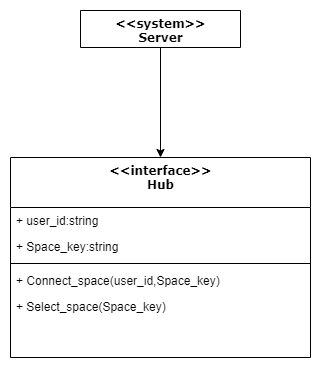 <<system>>
Server
<<interface>>
Hub
+ user_id:string
+ Space_key:string
+ Connect_space(user_id,Space_key)
+ Select_space(Space_key)